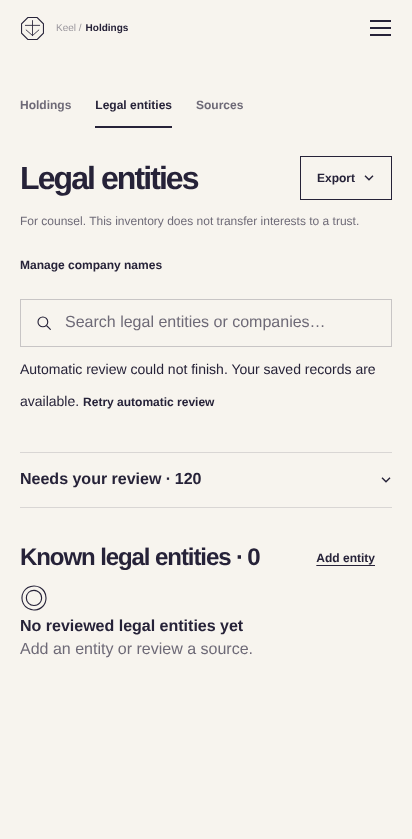 Keel / Holdings
Holdings Legal entities Sources
Legal entities
Export
For counsel. This inventory does not transfer interests to a trust.
Manage company names
Search legal entities or companies…
Automatic review could not finish. Your saved records are
available. Retry automatic review
Needs your review · 120
Known legal entities · 0
Add entity
No reviewed legal entities yet
Add an entity or review a source.